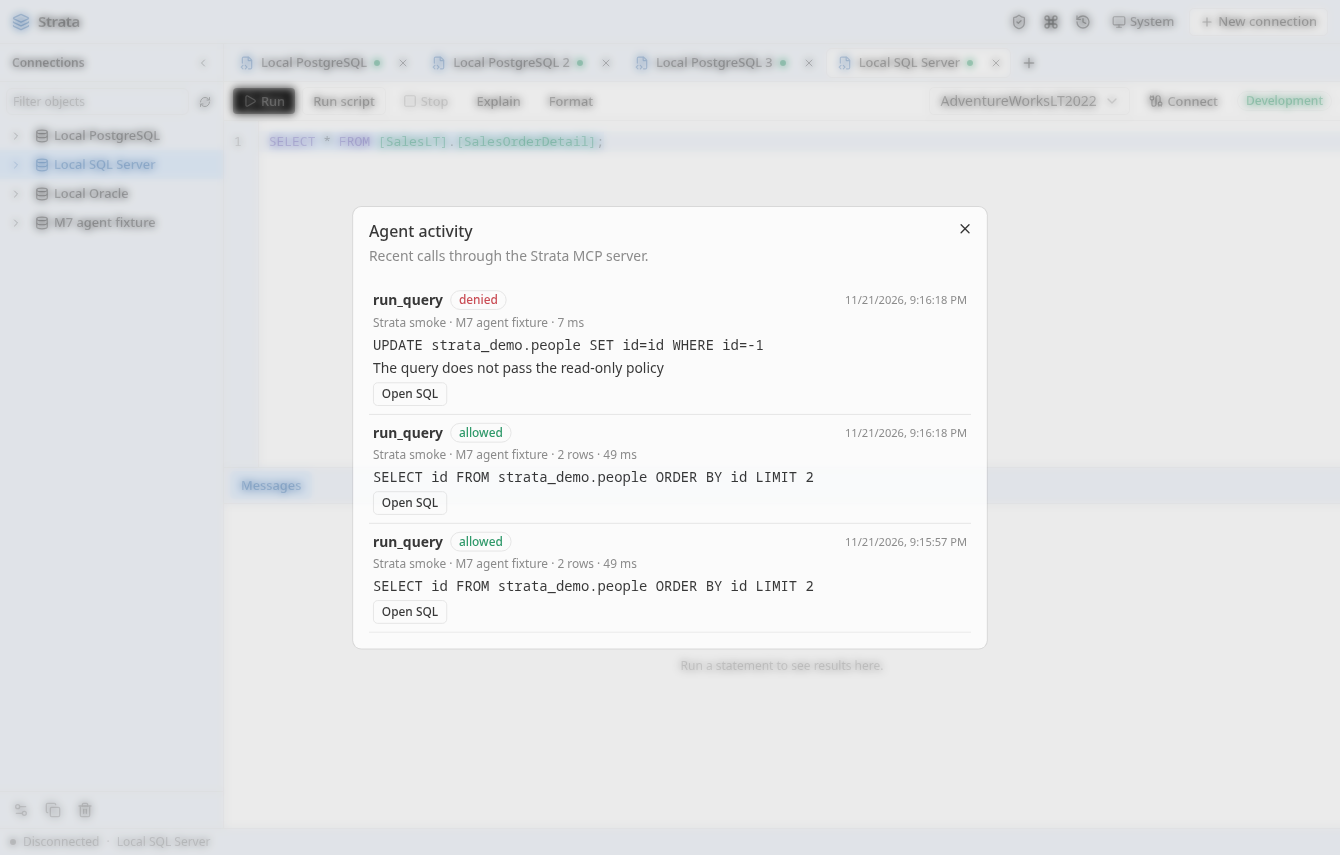 Strata
System
New connection
Connections
Local PostgreSQL
Local PostgreSQL 2
Local PostgreSQL 3
Local SQL Server
Filter objects
Run
Run script
Stop
Explain
Format
AdventureWorksLT2022
Connect
Development
Local PostgreSQL
Local SQL Server
Local Oracle
M7 agent fixture
1 SELECT * FROM [SalesLT].[SalesOrderDetail];
Agent activity
Recent calls through the Strata MCP server.
run_query denied 11/21/2026, 9:16:18 PM
Strata smoke · M7 agent fixture · 7 ms
UPDATE strata_demo.people SET id=id WHERE id=-1
The query does not pass the read-only policy
Open SQL
run_query allowed 11/21/2026, 9:16:18 PM
Strata smoke · M7 agent fixture · 2 rows · 49 ms
SELECT id FROM strata_demo.people ORDER BY id LIMIT 2
Open SQL
run_query allowed 11/21/2026, 9:15:57 PM
Strata smoke · M7 agent fixture · 2 rows · 49 ms
SELECT id FROM strata_demo.people ORDER BY id LIMIT 2
Open SQL
Messages
Run a statement to see results here.
Disconnected · Local SQL Server